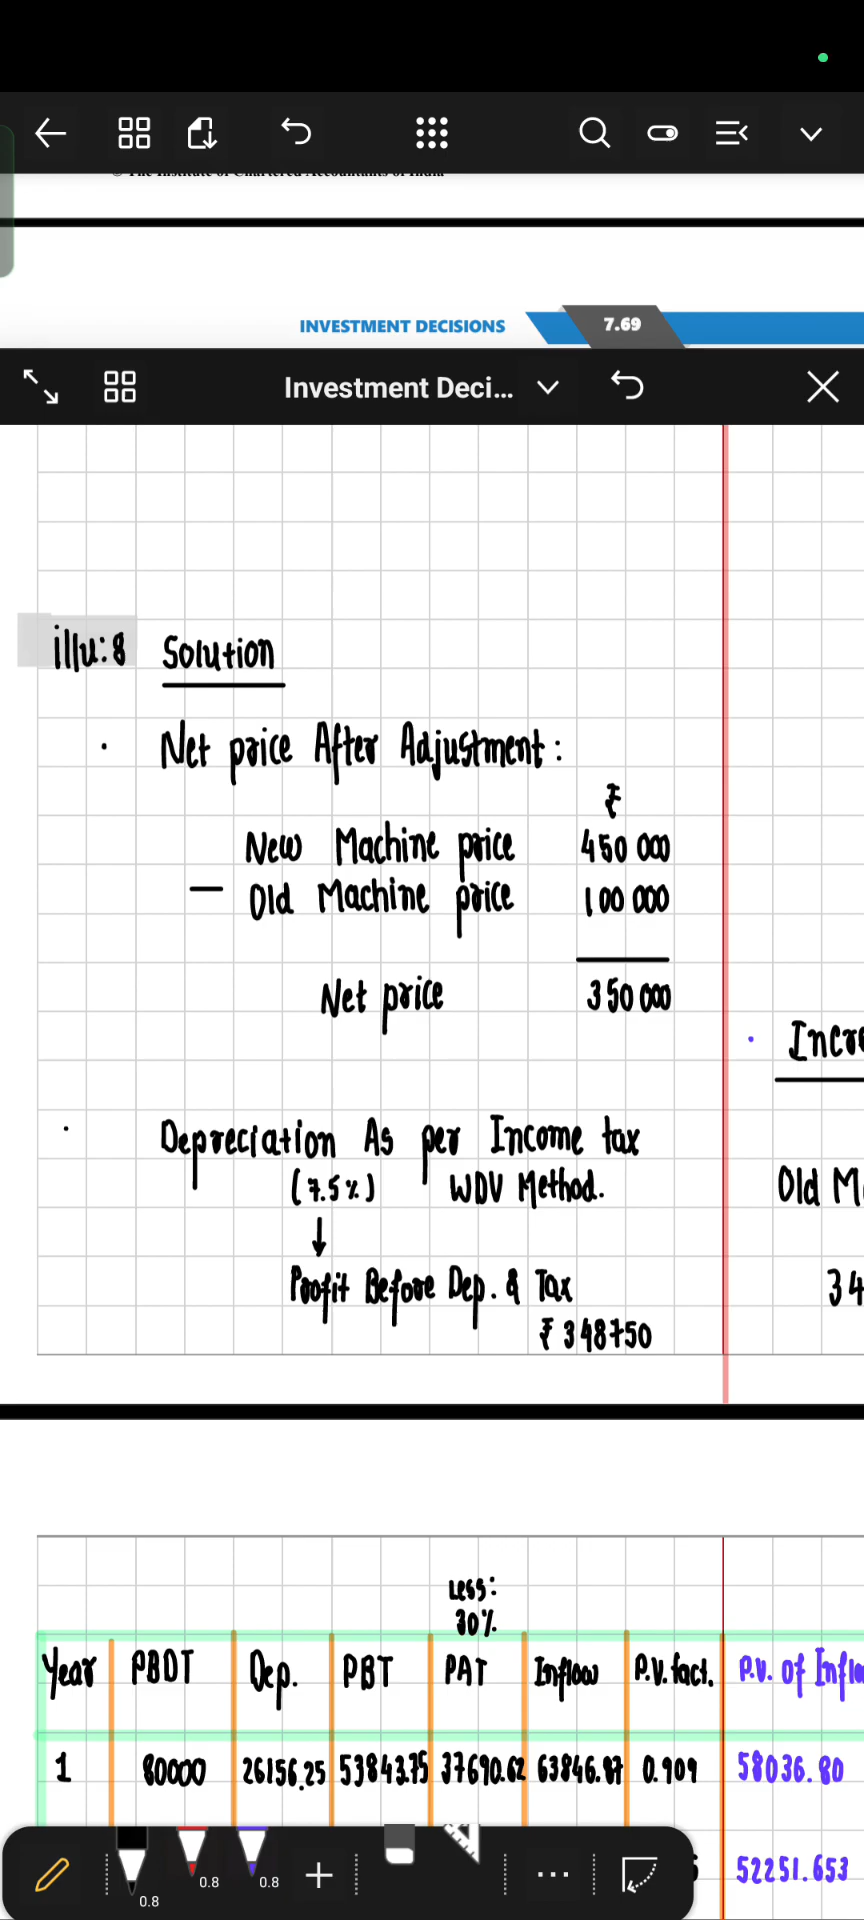 INVESTMENT DECISIONS 7.69
Investment Deci...
illu:8 Solution
Net price After Adjustment:
₹
New Machine price 450 000
— Old Machine price 100 000
Net price 350 000
Depreciation As per Income tax
(7.5%) WDV Method.
↓
Profit Before Dep. & Tax
₹ 348750
Old
34
Less:
30%
Year PBDT Dep. PBT PAT Inflow P.V. fact. P.V. of
1 80000 26156.25 53843.75 37690.62 63846.87 0.909 58036.80
52251.653
0.8 0.8 0.8